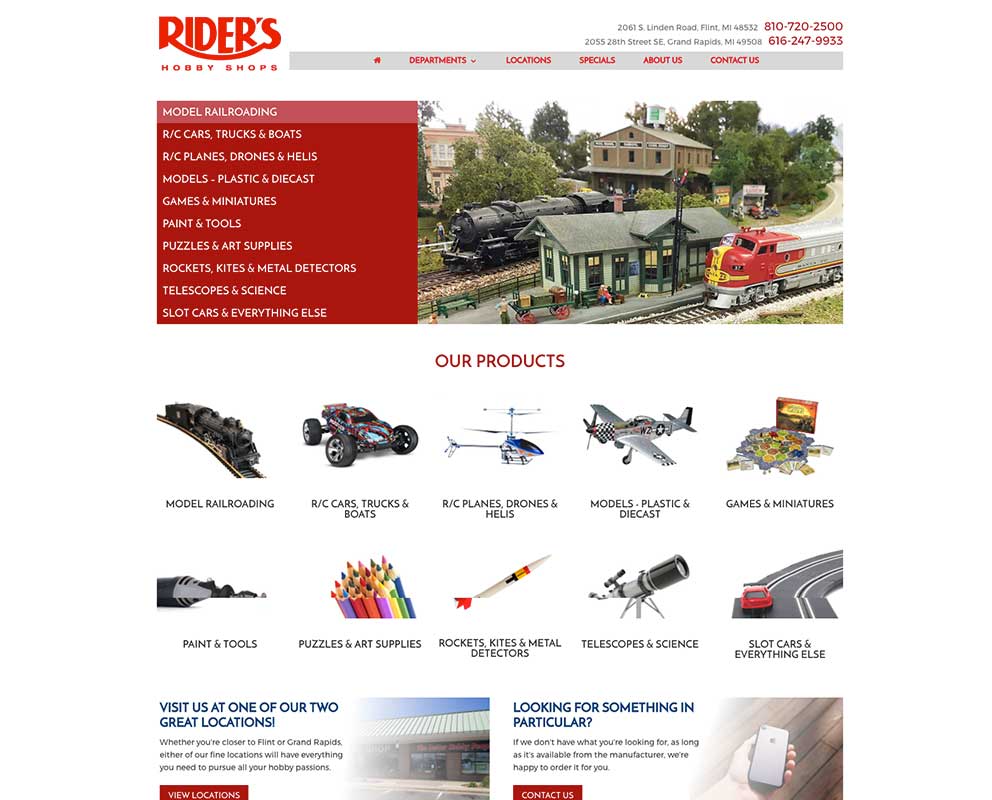 RIDER'S
HOBBY SHOPS
2061 S. Linden Road, Flint, MI 48532 810-720-2500
2055 28th Street SE, Grand Rapids, MI 49508 616-247-9933
DEPARTMENTS LOCATIONS SPECIALS ABOUT US CONTACT US
MODEL RAILROADING
R/C CARS, TRUCKS & BOATS
R/C PLANES, DRONES & HELIS
MODELS - PLASTIC & DIECAST
GAMES & MINIATURES
PAINT & TOOLS
PUZZLES & ART SUPPLIES
ROCKETS, KITES & METAL DETECTORS
TELESCOPES & SCIENCE
SLOT CARS & EVERYTHING ELSE
OUR PRODUCTS
MODEL RAILROADING
R/C CARS, TRUCKS &
BOATS
R/C PLANES, DRONES &
HELIS
MODELS - PLASTIC &
DIECAST
GAMES & MINIATURES
PAINT & TOOLS
PUZZLES & ART SUPPLIES
ROCKETS, KITES & METAL
DETECTORS
TELESCOPES & SCIENCE
SLOT CARS &
EVERYTHING ELSE
VISIT US AT ONE OF OUR TWO
GREAT LOCATIONS!
Whether you're closer to Flint or Grand Rapids,
either of our fine locations will have everything
you need to pursue all your hobby passions.
VIEW LOCATIONS
LOOKING FOR SOMETHING IN
PARTICULAR?
If we don't have what you're looking for, as long
as it's available from the manufacturer, we're
happy to order it for you.
CONTACT US